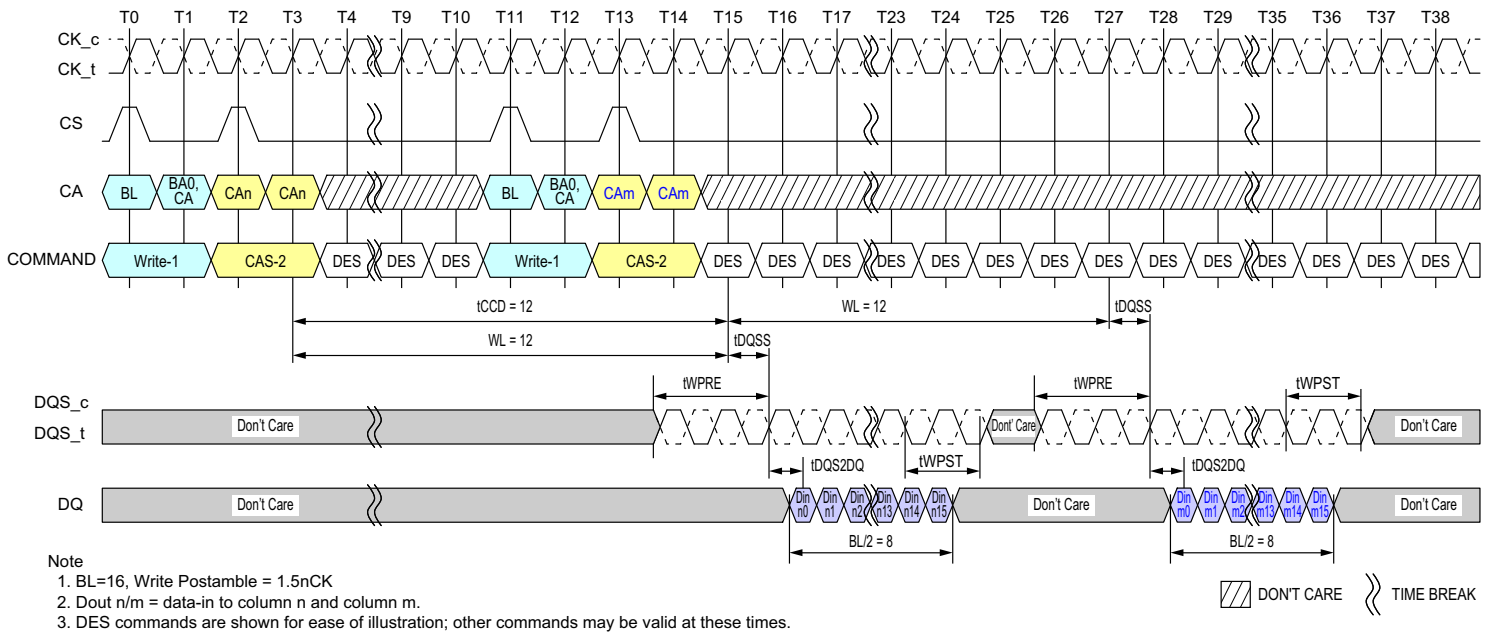 T0 T1 T2 T3 T4 T9 T10 T11 T12 T13 T14 T15 T16 T17 T23 T24 T25 T26 T27 T28 T29 T35 T36 T37 T38
CK_c
CK_t
CS
CA BL BA0, CA CAn CAn BL BA0, CA CAm CAm
COMMAND Write-1 CAS-2 DES DES DES Write-1 CAS-2 DES DES DES DES DES DES DES DES DES DES DES DES DES DES
tCCD = 12 WL = 12 tDQSS
WL = 12 tDQSS
tWPRE tWPRE tWPST
DQS_c
DQS_t Don't Care Dont' Care Don't Care
tDQS2DQ tWPST tDQS2DQ
DQ Don't Care Din n0 Din n1 Din n2 Din n13 Din n14 Din n15 Don't Care Din m0 Din m1 Din m2 Din m13 Din m14 Din m15 Don't Care
BL/2 = 8 BL/2 = 8
Note
1. BL=16, Write Postamble = 1.5nCK
2. Dout n/m = data-in to column n and column m.
3. DES commands are shown for ease of illustration; other commands may be valid at these times.
DON'T CARE TIME BREAK